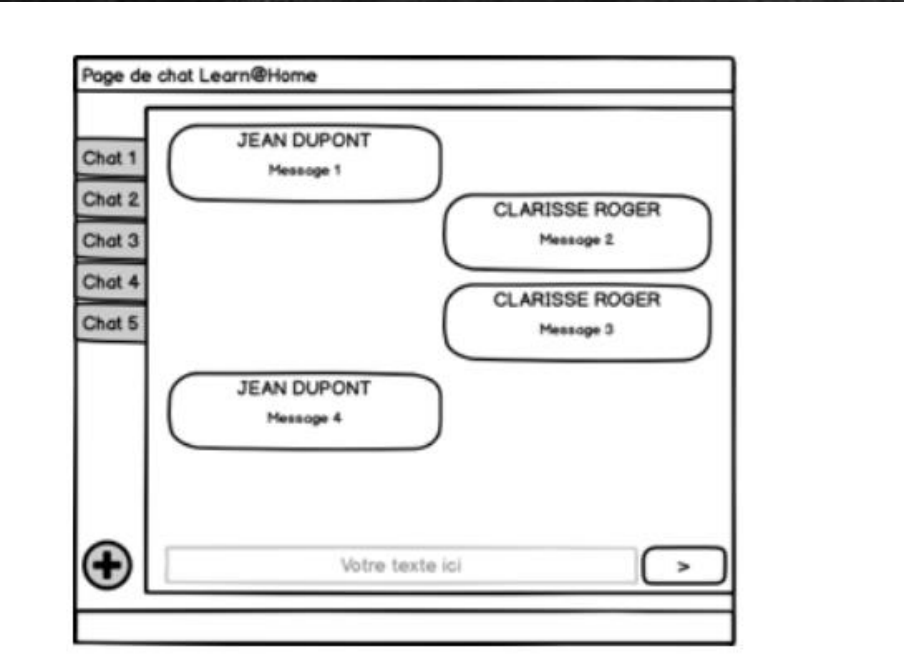 Page de chat Learn@Home
Chat 1
Chat 2
Chat 3
Chat 4
Chat 5
JEAN DUPONT
Message 1
CLARISSE ROGER
Message 2
CLARISSE ROGER
Message 3
JEAN DUPONT
Message 4
Votre texte ici
>